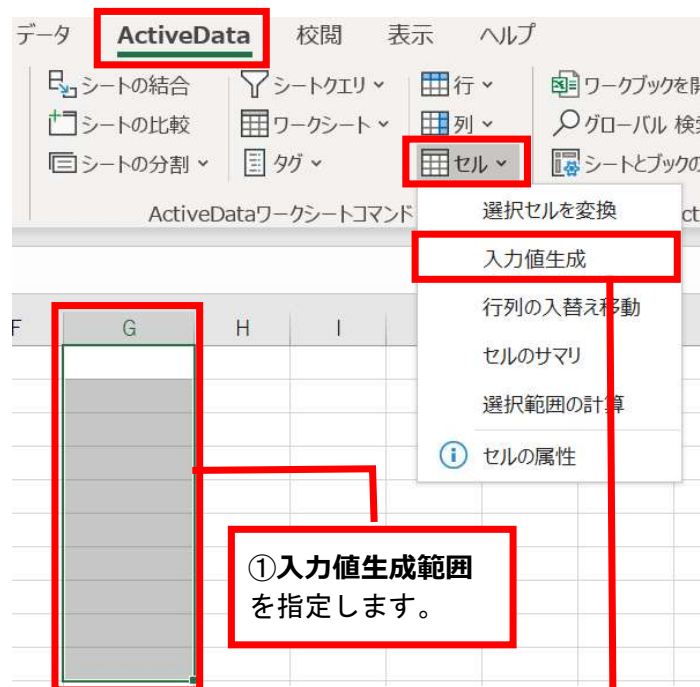 データ ActiveData 校閲 表示 ヘルプ
シートの結合 シートクエリ 行 ワークブックを
シートの比較 ワークシート 列 グローバル 検
シートの分割 タグ セル シートとブックの
ActiveDataワークシートコマンド
選択セルを変換
入力値生成
行列の入替え移動
セルのサマリ
選択範囲の計算
セルの属性
F G H I
①入力値生成範囲
を指定します。